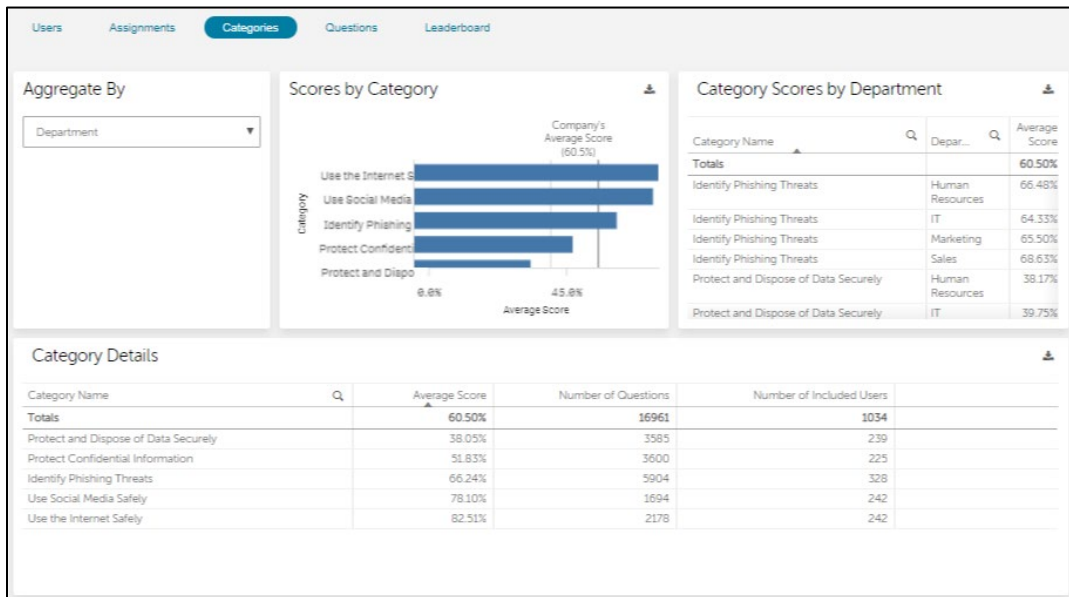 Users Assignments Categories Questions Leaderboard
Aggregate By
Department
Scores by Category
Company's
Average Score
(60.5%)
Category
Use the Internet S
Use Social Media
Identify Phishing
Protect Confidenti
Protect and Dispo
0.0% 45.0%
Average Score
Category Scores by Department
Category Name Depar... Average
Score
Totals 60.50%
Identify Phishing Threats Human 66.48%
Resources
Identify Phishing Threats IT 64.33%
Identify Phishing Threats Marketing 65.50%
Identify Phishing Threats Sales 68.63%
Protect and Dispose of Data Securely Human 38.17%
Resources
Protect and Dispose of Data Securely IT 39.75%
Category Details
Category Name Average Score Number of Questions Number of Included Users
Totals 60.50% 16961 1034
Protect and Dispose of Data Securely 38.05% 3585 239
Protect Confidential Information 51.83% 3600 225
Identify Phishing Threats 66.24% 5904 328
Use Social Media Safely 78.10% 1694 242
Use the Internet Safely 82.51% 2178 242